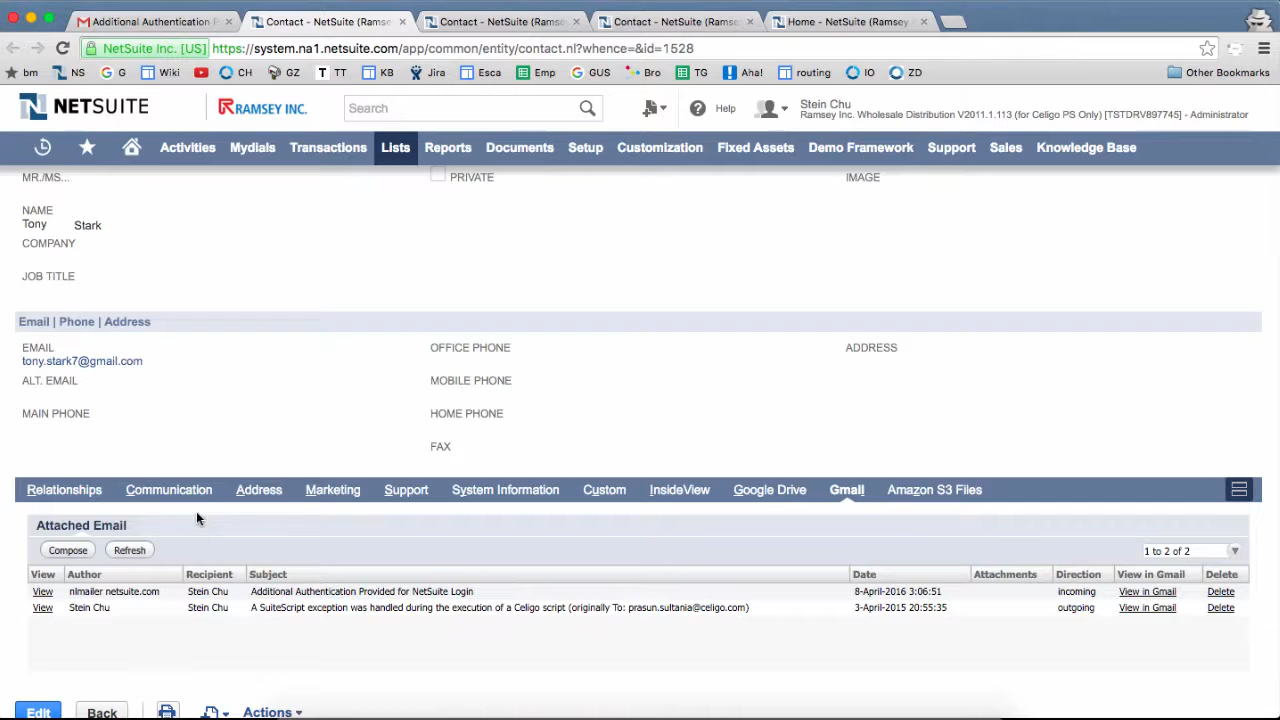 Additional Authentication P
Contact - NetSuite (Ramsey
Contact - NetSuite (Ramsey
Contact - NetSuite (Ramsey
Home - NetSuite (Ramsey
NetSuite Inc. [US] https://system.na1.netsuite.com/app/common/entity/contact.nl?whence=&id=1528
bm NS G Wiki CH GZ TT KB Jira Esca Emp GUS Bro TG Aha! routing IO ZD Other Bookmarks
NETSUITE RAMSEY INC. Search Help
Stein Chu
Ramsey Inc. Wholesale Distribution V2011.1.113 (for Celigo PS Only) [TSTDRV897745] - Administrator
Activities Mydials Transactions Lists Reports Documents Setup Customization Fixed Assets Demo Framework Support Sales Knowledge Base
MR./MS... PRIVATE IMAGE
NAME
Tony Stark
COMPANY
JOB TITLE
Email | Phone | Address
EMAIL OFFICE PHONE ADDRESS
tony.stark7@gmail.com
ALT. EMAIL MOBILE PHONE
MAIN PHONE HOME PHONE
FAX
Relationships Communication Address Marketing Support System Information Custom InsideView Google Drive Gmail Amazon S3 Files
Attached Email
Compose Refresh 1 to 2 of 2
View Author Recipient Subject Date Attachments Direction View in Gmail Delete
View nlmailer netsuite.com Stein Chu Additional Authentication Provided for NetSuite Login 8-April-2016 3:06:51 incoming View in Gmail Delete
View Stein Chu Stein Chu A SuiteScript exception was handled during the execution of a Celigo script (originally To: prasun.sultania@celigo.com) 3-April-2015 20:55:35 outgoing View in Gmail Delete
Edit Back Actions